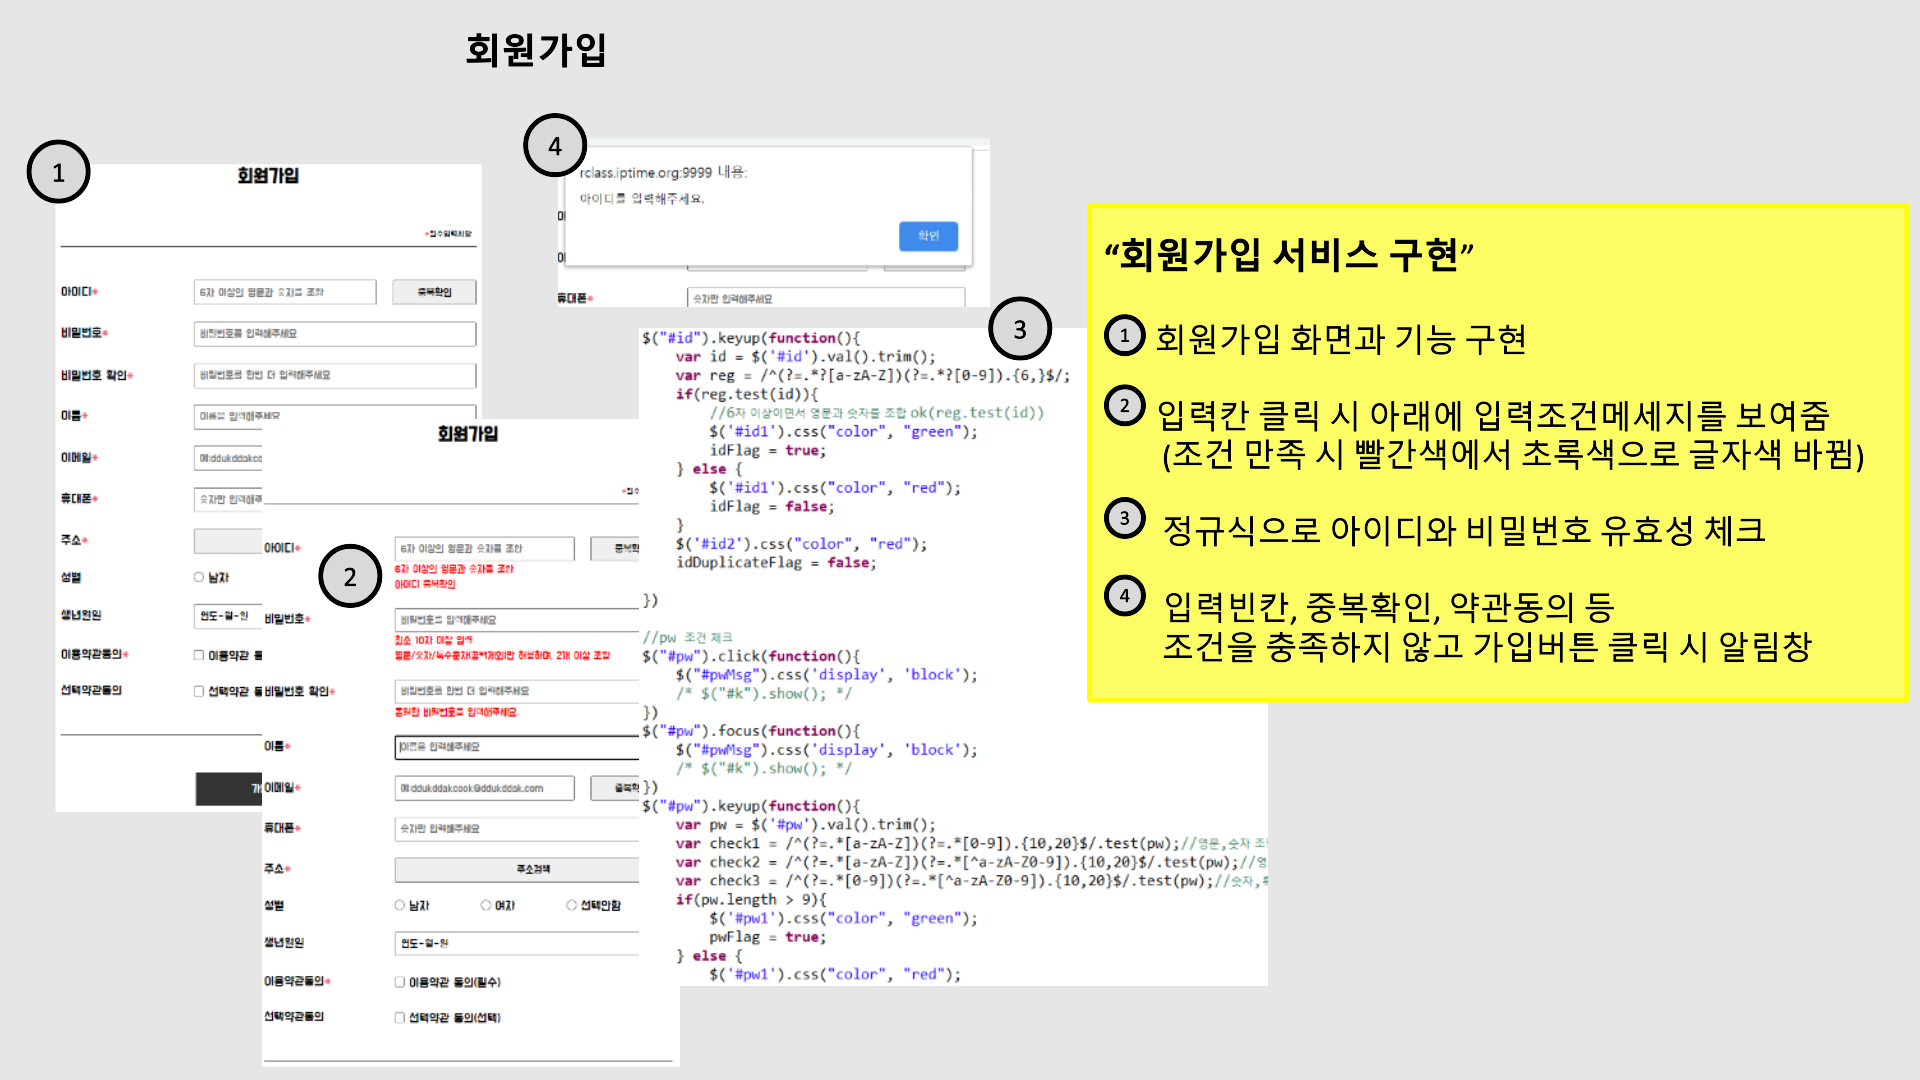 회원가입
1
회원가입
*필수입력사항
아이디*
6자 이상의 영문과 숫자를 조합
중복확인
비밀번호*
비밀번호를 입력해주세요
비밀번호 확인*
비밀번호를 한번 더 입력해주세요
이름*
이름을 입력해주세요
이메일*
예:ddukddakco
휴대폰*
숫자만 입력해주
주소*
성별
남자
생년월일
연도-월-일
이용약관동의*
이용약관 동
선택약관동의
선택약관 동
가
2
회원가입
*필수
아이디*
6자 이상의 영문과 숫자를 조합
중복확
6자 이상의 영문과 숫자를 조합
아이디 중복확인
비밀번호*
비밀번호를 입력해주세요
최소 10자 이상 입력
영문/숫자/특수문자(공백제외)만 허용하며, 2개 이상 조합
비밀번호 확인*
비밀번호를 한번 더 입력해주세요
동일한 비밀번호를 입력해주세요.
이름*
이름을 입력해주세요
이메일*
예:ddukddakcook@ddukddak.com
중복확
휴대폰*
숫자만 입력해주세요
주소*
주소검색
성별
남자 여자 선택안함
생년월일
연도-월-일
이용약관동의*
이용약관 동의(필수)
선택약관동의
선택약관 동의(선택)
4
rclass.iptime.org:9999 내용:
아이디를 입력해주세요.
확인
휴대폰*
숫자만 입력해주세요
3
$("#id").keyup(function(){
var id = $('#id').val().trim();
var reg = /^(?=.*?[a-zA-Z])(?=.*?[0-9]).{6,}$/;
if(reg.test(id)){
//6자 이상이면서 영문과 숫자를 조합 ok(reg.test(id))
$('#id1').css("color", "green");
idFlag = true;
} else {
$('#id1').css("color", "red");
idFlag = false;
}
$('#id2').css("color", "red");
idDuplicateFlag = false;
})
//pw 조건 체크
$("#pw").click(function(){
$("#pwMsg").css('display', 'block');
/* $("#k").show(); */
})
$("#pw").focus(function(){
$("#pwMsg").css('display', 'block');
/* $("#k").show(); */
})
$("#pw").keyup(function(){
var pw = $('#pw').val().trim();
var check1 = /^(?=.*[a-zA-Z])(?=.*[0-9]).{10,20}$/.test(pw);//영문,숫자 조
var check2 = /^(?=.*[a-zA-Z])(?=.*[^a-zA-Z0-9]).{10,20}$/.test(pw);//영
var check3 = /^(?=.*[0-9])(?=.*[^a-zA-Z0-9]).{10,20}$/.test(pw);//숫자,
if(pw.length > 9){
$('#pw1').css("color", "green");
pwFlag = true;
} else {
$('#pw1').css("color", "red");
“회원가입 서비스 구현”
1 회원가입 화면과 기능 구현
2 입력칸 클릭 시 아래에 입력조건메세지를 보여줌
(조건 만족 시 빨간색에서 초록색으로 글자색 바뀜)
3 정규식으로 아이디와 비밀번호 유효성 체크
4 입력빈칸, 중복확인, 약관동의 등
조건을 충족하지 않고 가입버튼 클릭 시 알림창